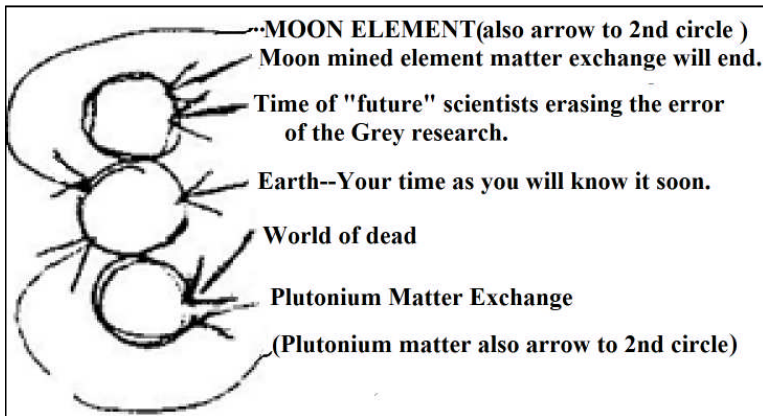 ··MOON ELEMENT(also arrow to 2nd circle )
Moon mined element matter exchange will end.
Time of "future" scientists erasing the error
of the Grey research.
Earth--Your time as you will know it soon.
World of dead
Plutonium Matter Exchange
(Plutonium matter also arrow to 2nd circle)